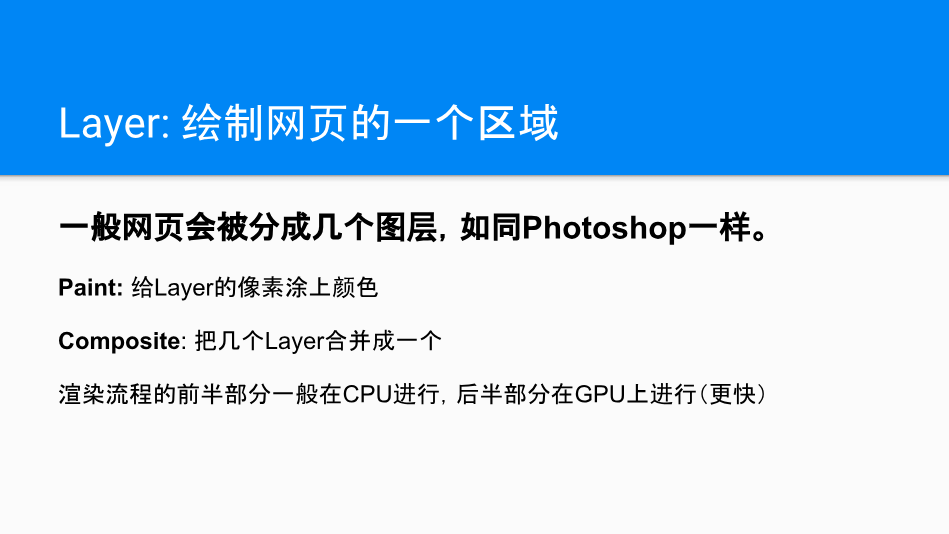 Layer: 绘制网页的一个区域
一般网页会被分成几个图层，如同Photoshop一样。
Paint: 给Layer的像素涂上颜色
Composite: 把几个Layer合并成一个
渲染流程的前半部分一般在CPU进行，后半部分在GPU上进行（更快）